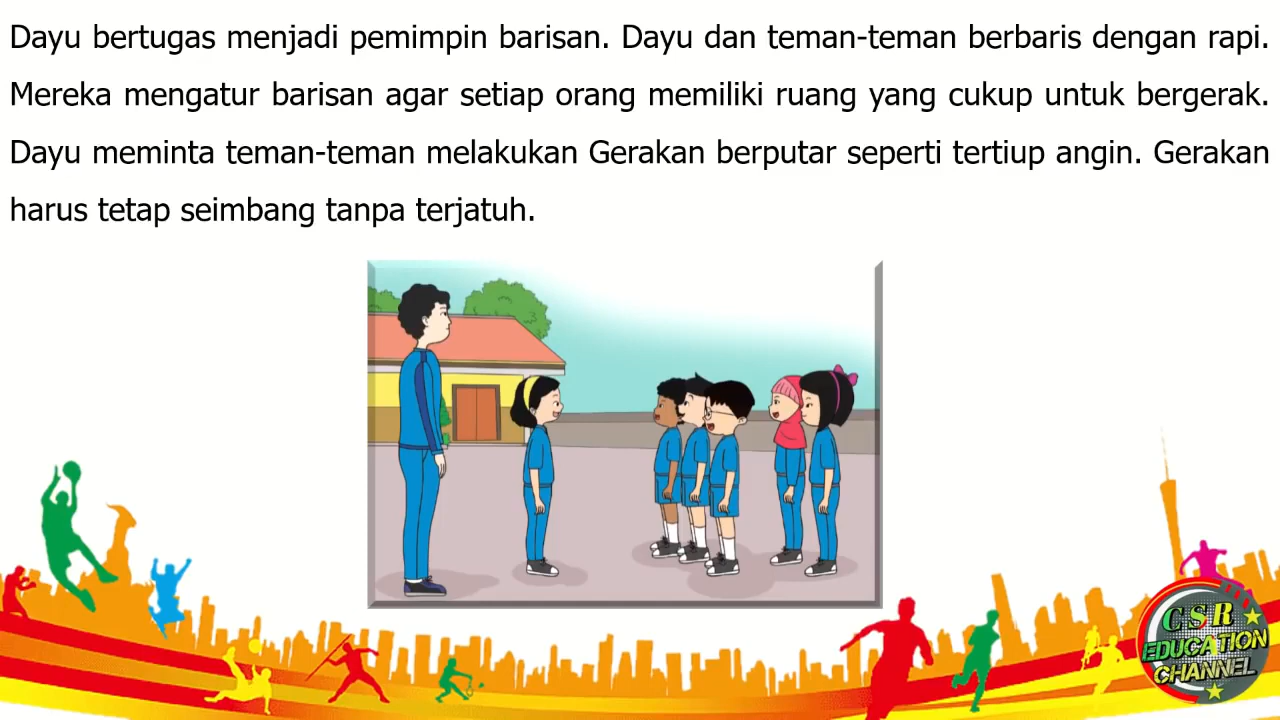 Dayu bertugas menjadi pemimpin barisan. Dayu dan teman-teman berbaris dengan rapi.
Mereka mengatur barisan agar setiap orang memiliki ruang yang cukup untuk bergerak.
Dayu meminta teman-teman melakukan Gerakan berputar seperti tertiup angin. Gerakan
harus tetap seimbang tanpa terjatuh.
CSR
EDUCATION
CHANNEL